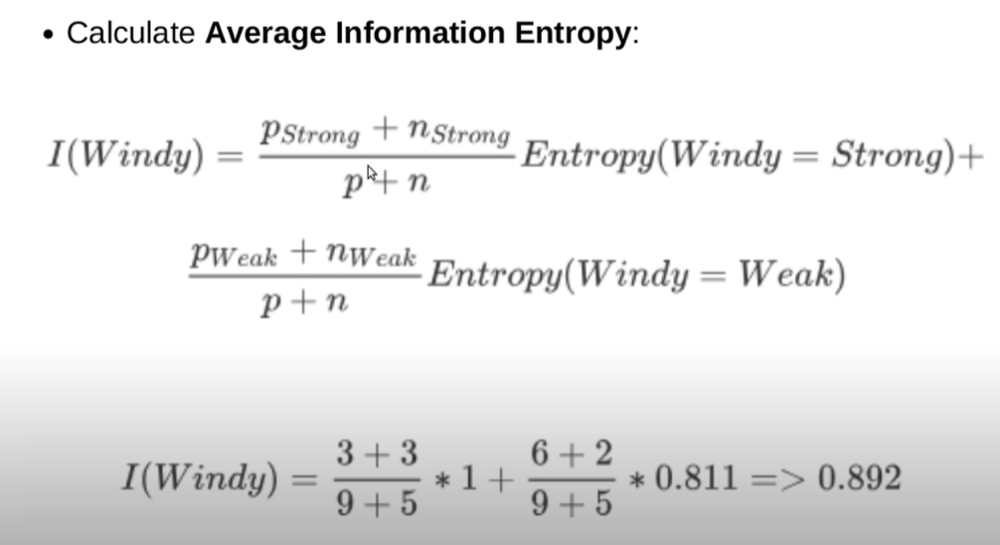 • Calculate Average Information Entropy:
I(Windy) = \frac{p_{Strong} + n_{Strong}}{p + n} Entropy(Windy = Strong)+
\frac{p_{Weak} + n_{Weak}}{p + n} Entropy(Windy = Weak)
I(Windy) = \frac{3 + 3}{9 + 5} * 1 + \frac{6 + 2}{9 + 5} * 0.811 => 0.892